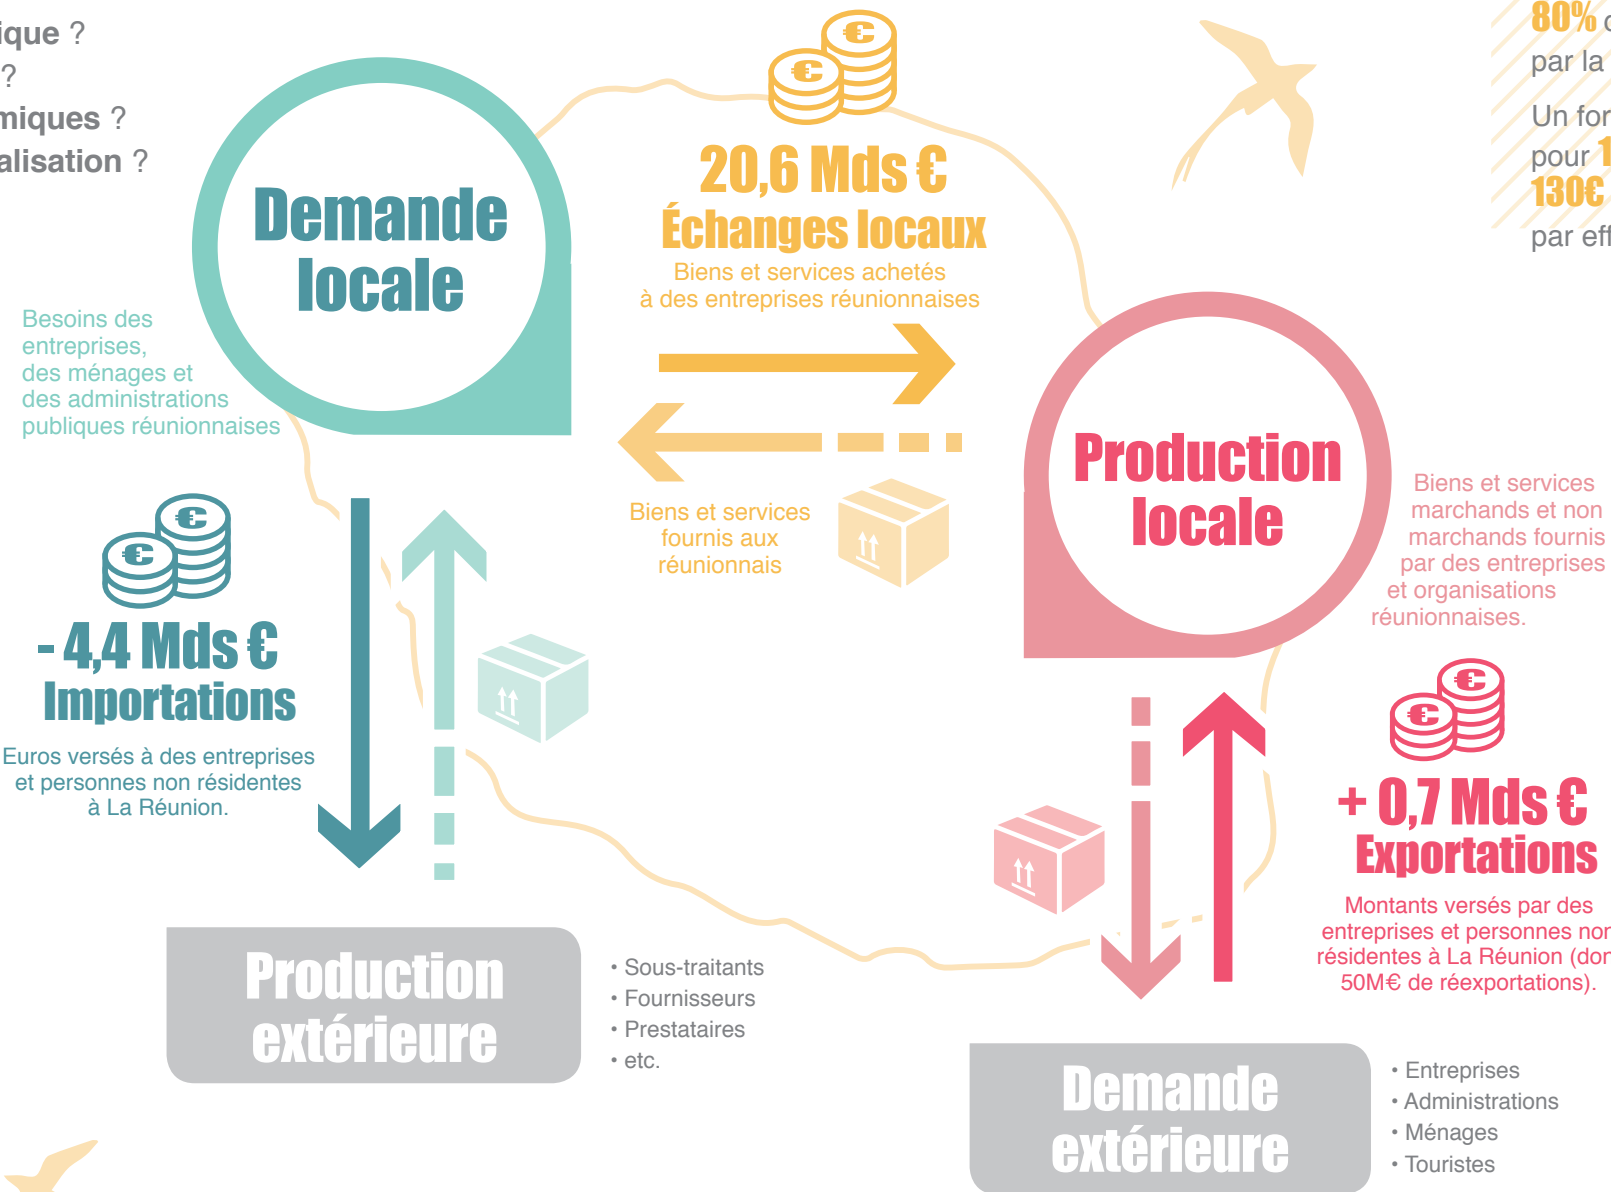 ique ?
?
miques ?
alisation ?
80%
par la
Un for
pour 1
130€
par eff
20,6 Mds €
Échanges locaux
Biens et services achetés
à des entreprises réunionnaises
Demande
locale
Besoins des
entreprises,
des ménages et
des administrations
publiques réunionnaises
Biens et services
fournis aux
réunionnais
Production
locale
Biens et services
marchands et non
marchands fournis
par des entreprises
et organisations
réunionnaises.
€
€
- 4,4 Mds €
Importations
Euros versés à des entreprises
et personnes non résidentes
à La Réunion.
€
€
+ 0,7 Mds €
Exportations
Montants versés par des
entreprises et personnes non
résidentes à La Réunion (don
50M€ de réexportations).
€
€
Production
extérieure
• Sous-traitants
• Fournisseurs
• Prestataires
• etc.
Demande
extérieure
• Entreprises
• Administrations
• Ménages
• Touristes